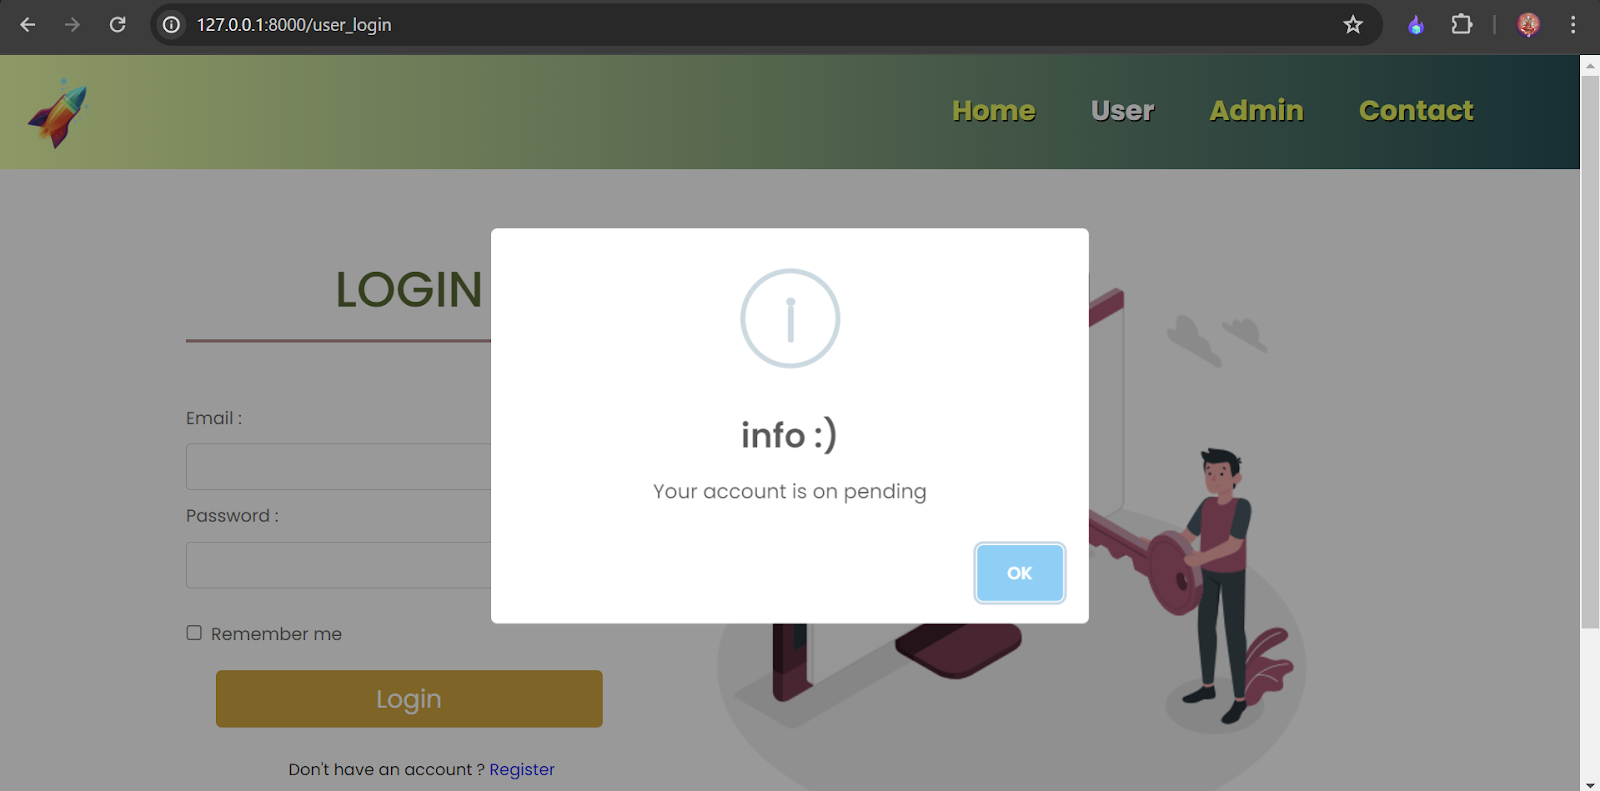 127.0.0.1:8000/user_login
Home User Admin Contact
LOGIN
info :)
Your account is on pending
OK
Email :
Password :
Remember me
Login
Don't have an account ? Register